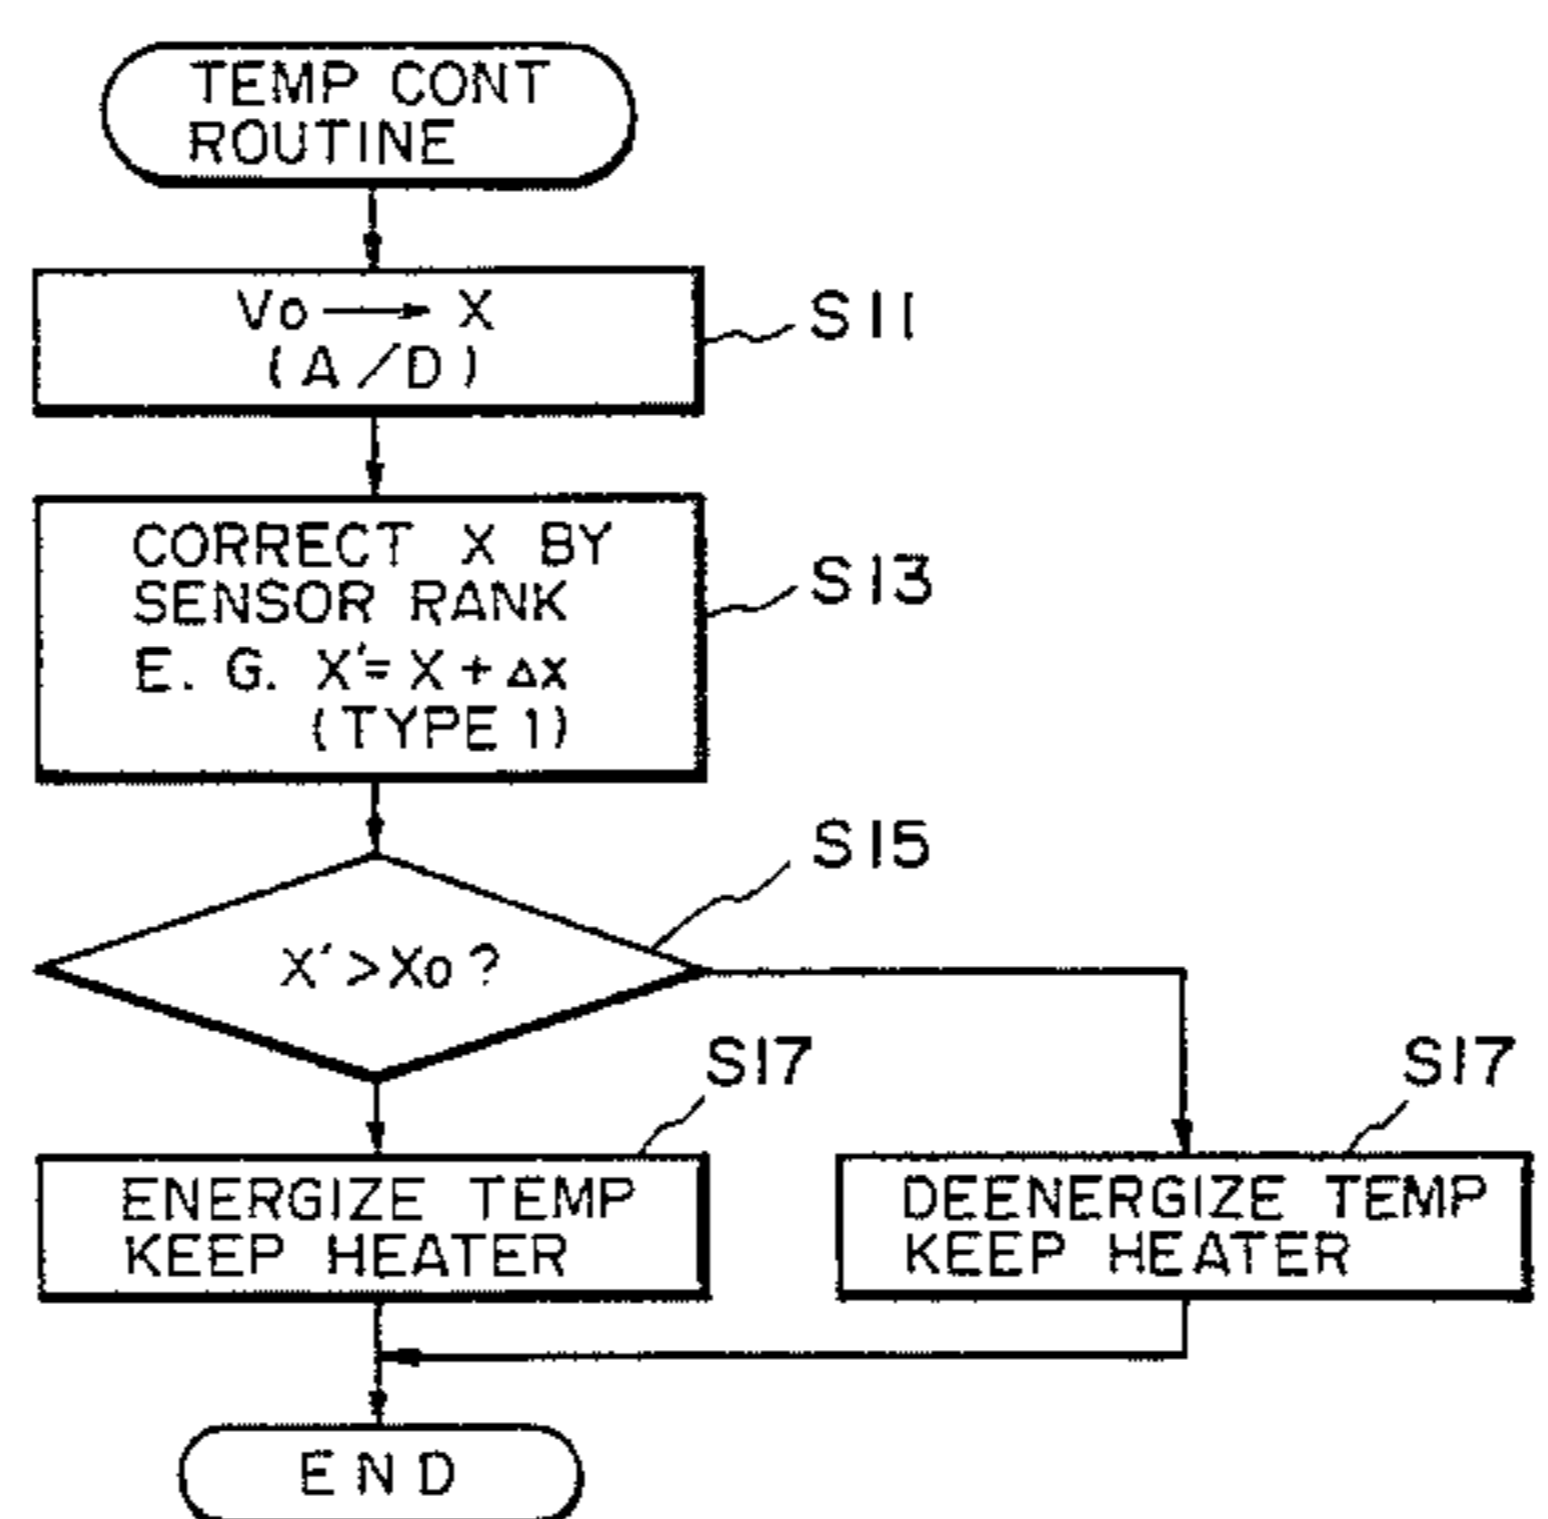 TEMP CONT
ROUTINE
Vo → X
(A/D)
S11
CORRECT X BY
SENSOR RANK
E. G. X'= X + Δx
(TYPE 1)
S13
S15
X' > Xo ?
S17
S17
ENERGIZE TEMP
KEEP HEATER
DEENERGIZE TEMP
KEEP HEATER
END